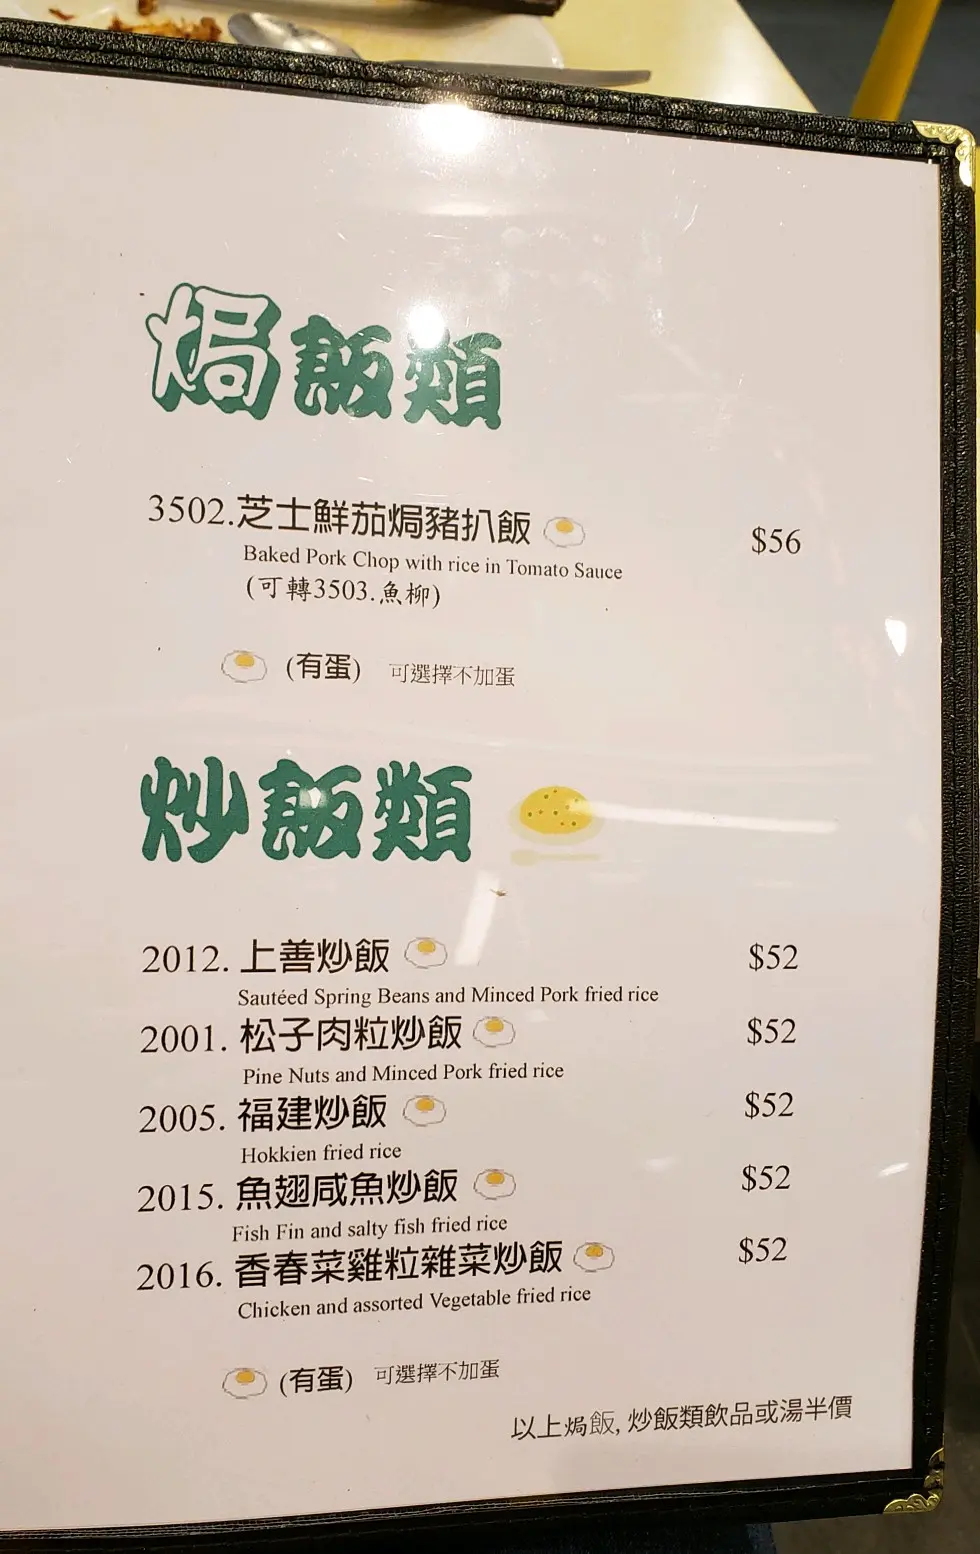 焗飯類
3502.芝士鮮茄焗豬扒飯 $56
Baked Pork Chop with rice in Tomato Sauce
(可轉3503.魚柳)
(有蛋) 可選擇不加蛋
炒飯類
2012. 上善炒飯 $52
Sautéed Spring Beans and Minced Pork fried rice
2001. 松子肉粒炒飯 $52
Pine Nuts and Minced Pork fried rice
2005. 福建炒飯 $52
Hokkien fried rice
2015. 魚翅咸魚炒飯 $52
Fish Fin and salty fish fried rice
2016. 香春菜雞粒雜菜炒飯 $52
Chicken and assorted Vegetable fried rice
(有蛋) 可選擇不加蛋
以上焗飯, 炒飯類飲品或湯半價